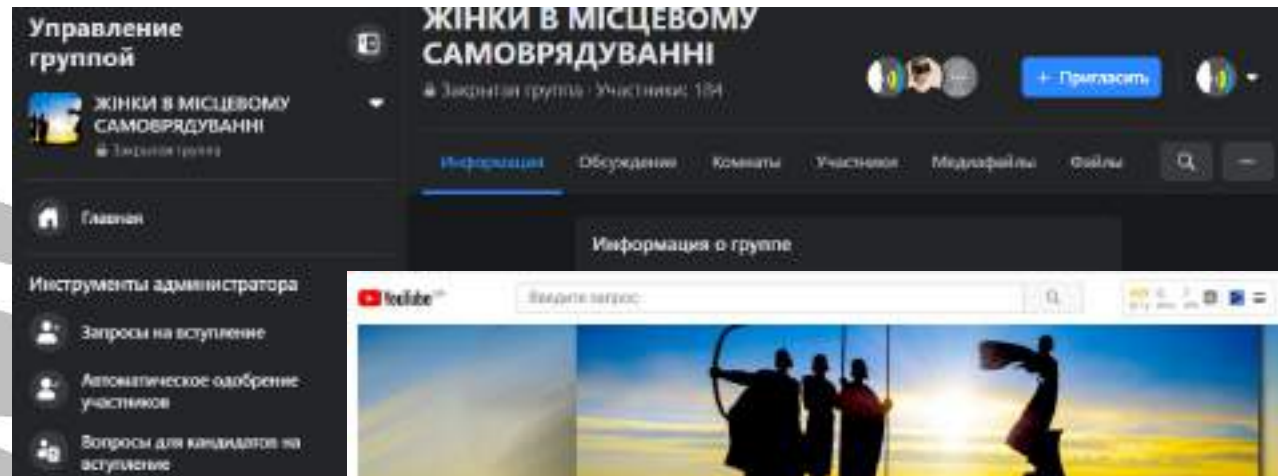 Управление
группой
ЖІНКИ В МІСЦЕВОМУ
САМОВРЯДУВАННІ
Закрытая группа
Главная
Инструменты администратора
Запросы на вступление
Автоматическое одобрение
участников
Вопросы для кандидатов на
вступление
ЖІНКИ В МІСЦЕВОМУ
САМОВРЯДУВАННІ
Закрытая группа · Участники: 184
+ Пригласить
Информация Обсуждение Комнаты Участники Медиафайлы Файлы
Информация о группе
YouTube
Введите запрос